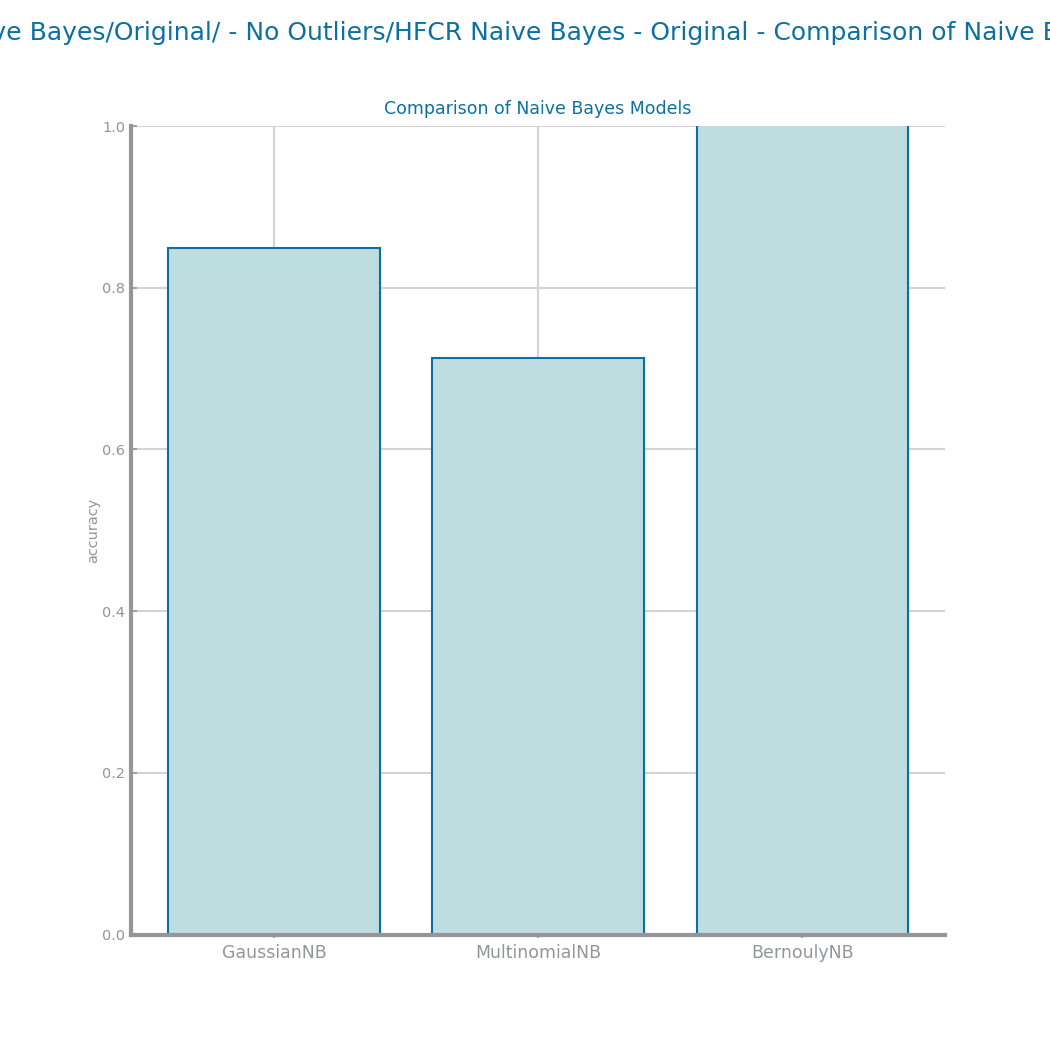 Bayes/Original/ - No Outliers/HFCR Naive Bayes - Original - Comparison of Naive
Comparison of Naive Bayes Models
1.0
0.8
0.6
0.4
0.2
0.0
accuracy
GaussianNB MultinomialNB BernoulyNB